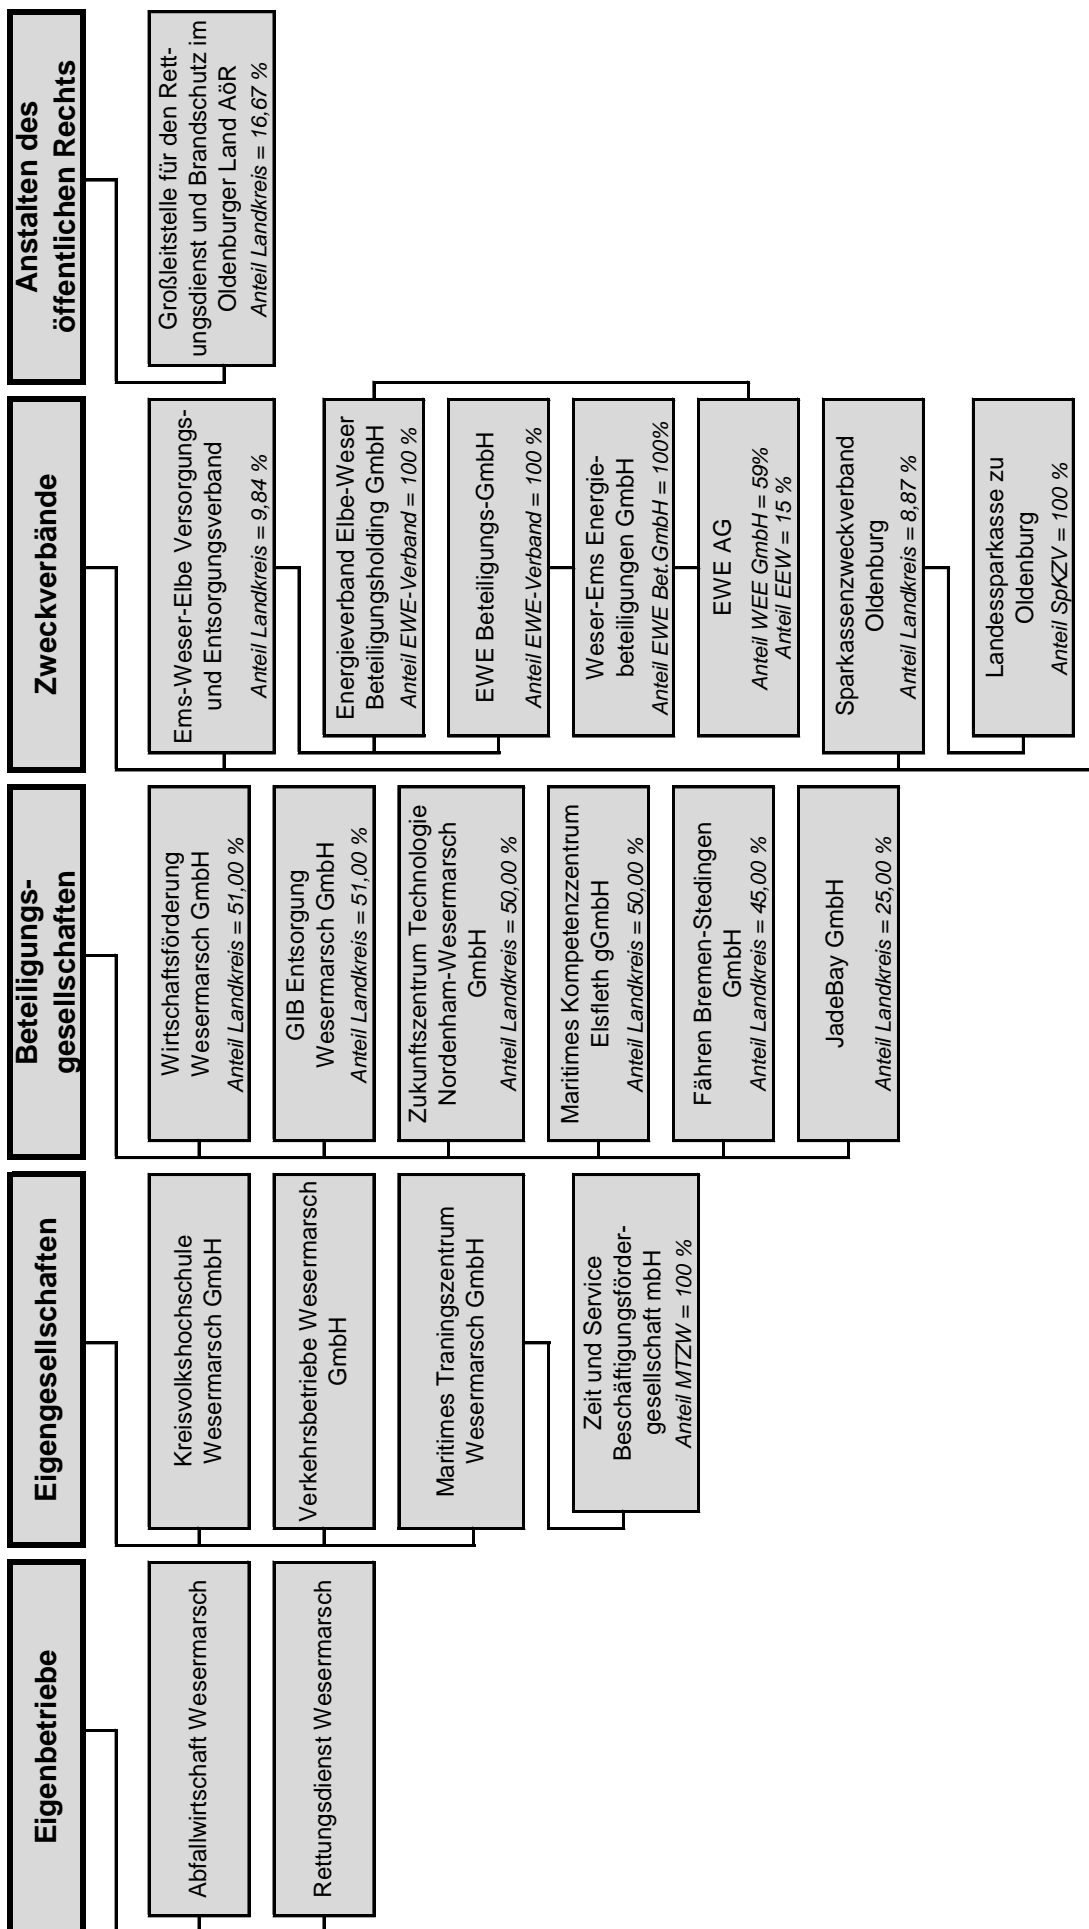 Eigenbetriebe
Abfallwirtschaft Wesermarsch
Rettungsdienst Wesermarsch
Eigengesellschaften
Kreisvolkshochschule
Wesermarsch GmbH
Verkehrsbetriebe Wesermarsch
GmbH
Maritimes Trainingszentrum
Wesermarsch GmbH
Zeit und Service
Beschäftigungsförder-
gesellschaft mbH
Anteil MTZW = 100 %
Beteiligungs-
gesellschaften
Wirtschaftsförderung
Wesermarsch GmbH
Anteil Landkreis = 51,00 %
GIB Entsorgung
Wesermarsch GmbH
Anteil Landkreis = 51,00 %
Zukunftszentrum Technologie
Nordenham-Wesermarsch
GmbH
Anteil Landkreis = 50,00 %
Maritimes Kompetenzzentrum
Elsfleth gGmbH
Anteil Landkreis = 50,00 %
Fähren Bremen-Stedingen
GmbH
Anteil Landkreis = 45,00 %
JadeBay GmbH
Anteil Landkreis = 25,00 %
Zweckverbände
Ems-Weser-Elbe Versorgungs-
und Entsorgungsverband
Anteil Landkreis = 9,84 %
Energieverband Elbe-Weser
Beteiligungsholding GmbH
Anteil EWE-Verband = 100 %
EWE Beteiligungs-GmbH
Anteil EWE-Verband = 100 %
Weser-Ems Energie-
beteiligungen GmbH
Anteil EWE Bet.GmbH = 100%
EWE AG
Anteil WEE GmbH = 59%
Anteil EEW = 15 %
Sparkassenzweckverband
Oldenburg
Anteil Landkreis = 8,87 %
Landessparkasse zu
Oldenburg
Anteil SpKZV = 100 %
Anstalten des
öffentlichen Rechts
Großleitstelle für den Rett-
ungsdienst und Brandschutz im
Oldenburger Land AöR
Anteil Landkreis = 16,67 %